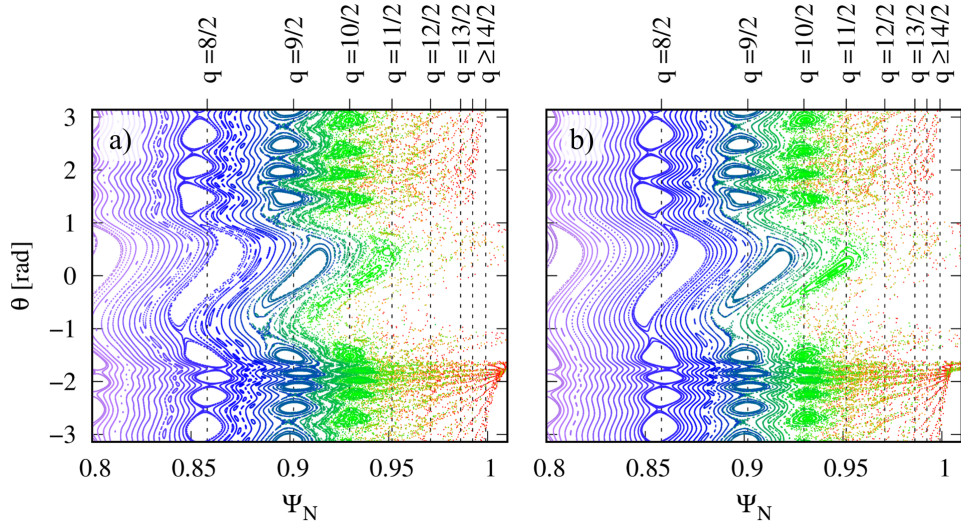 q =8/2 q =9/2 q =10/2 q =11/2 q =12/2 q =13/2 q ≥14/2 q =8/2 q =9/2 q =10/2 q =11/2 q =12/2 q =13/2 q ≥14/2
a) b)
3
2
1
0
−1
−2
−3
θ [rad]
0.8 0.85 0.9 0.95 1 0.8 0.85 0.9 0.95 1
Ψ_N Ψ_N